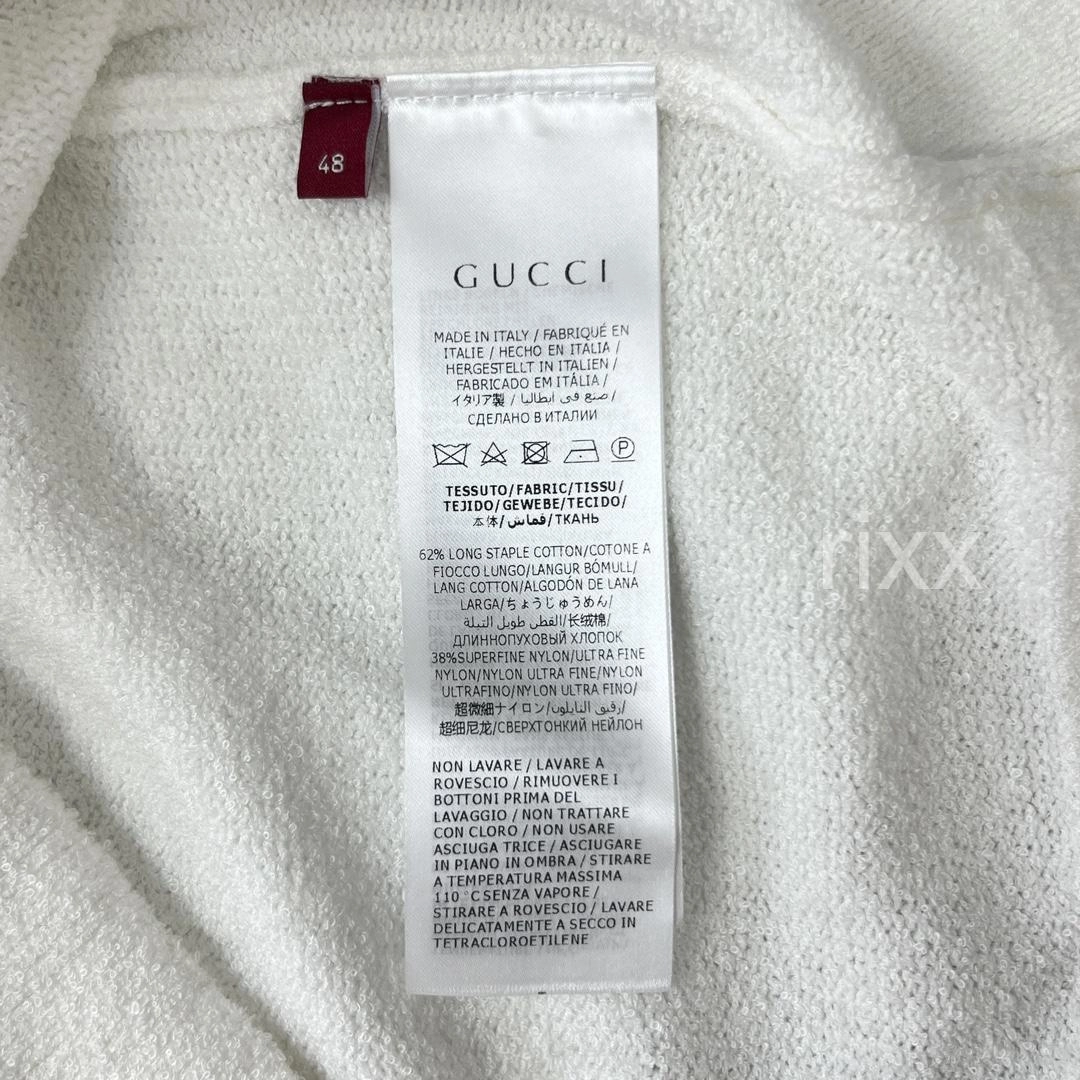 48
GUCCI
MADE IN ITALY / FABRIQUÉ EN
ITALIE / HECHO EN ITALIA /
HERGESTELLT IN ITALIEN /
FABRICADO EM ITÁLIA /
イタリア製 / صنع في ايطاليا /
СДЕЛАНО В ИТАЛИИ
P
TESSUTO/FABRIC/TISSU/
TEJIDO/GEWEBE/TECIDO/
本体/قماش/ТКАНЬ
62% LONG STAPLE COTTON/COTONE A
FIOCCO LUNGO/LANGUR BÓMULL/
LANG COTTON/ALGODÓN DE LANA
LARGA/ちょうじゅうめん/
القطن طويل التيلة/长绒棉/
ДЛИННОПУХОВЫЙ ХЛОПОК
38%SUPERFINE NYLON/ULTRA FINE
NYLON/NYLON ULTRA FINE/NYLON
ULTRAFINO/NYLON ULTRA FINO/
超微細ナイロン/رقيق النايلون/
超细尼龙/СВЕРХТОНКИЙ НЕЙЛОН
NON LAVARE / LAVARE A
ROVESCIO / RIMUOVERE I
BOTTONI PRIMA DEL
LAVAGGIO / NON TRATTARE
CON CLORO / NON USARE
ASCIUGA TRICE / ASCIUGARE
IN PIANO IN OMBRA / STIRARE
A TEMPERATURA MASSIMA
110 °C SENZA VAPORE /
STIRARE A ROVESCIO / LAVARE
DELICATAMENTE A SECCO IN
TETRACLOROETILENE
rixx